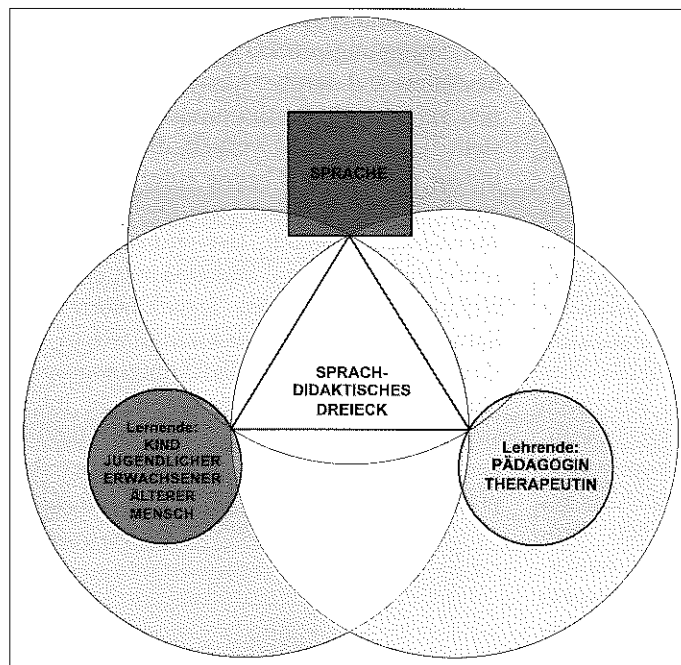 SPRACHE
SPRACH-
DIDAKTISCHES
DREIECK
Lernende:
KIND
JUGENDLICHER
ERWACHSENER
ÄLTERER
MENSCH
Lehrende:
PÄDAGOGIN
THERAPEUTIN